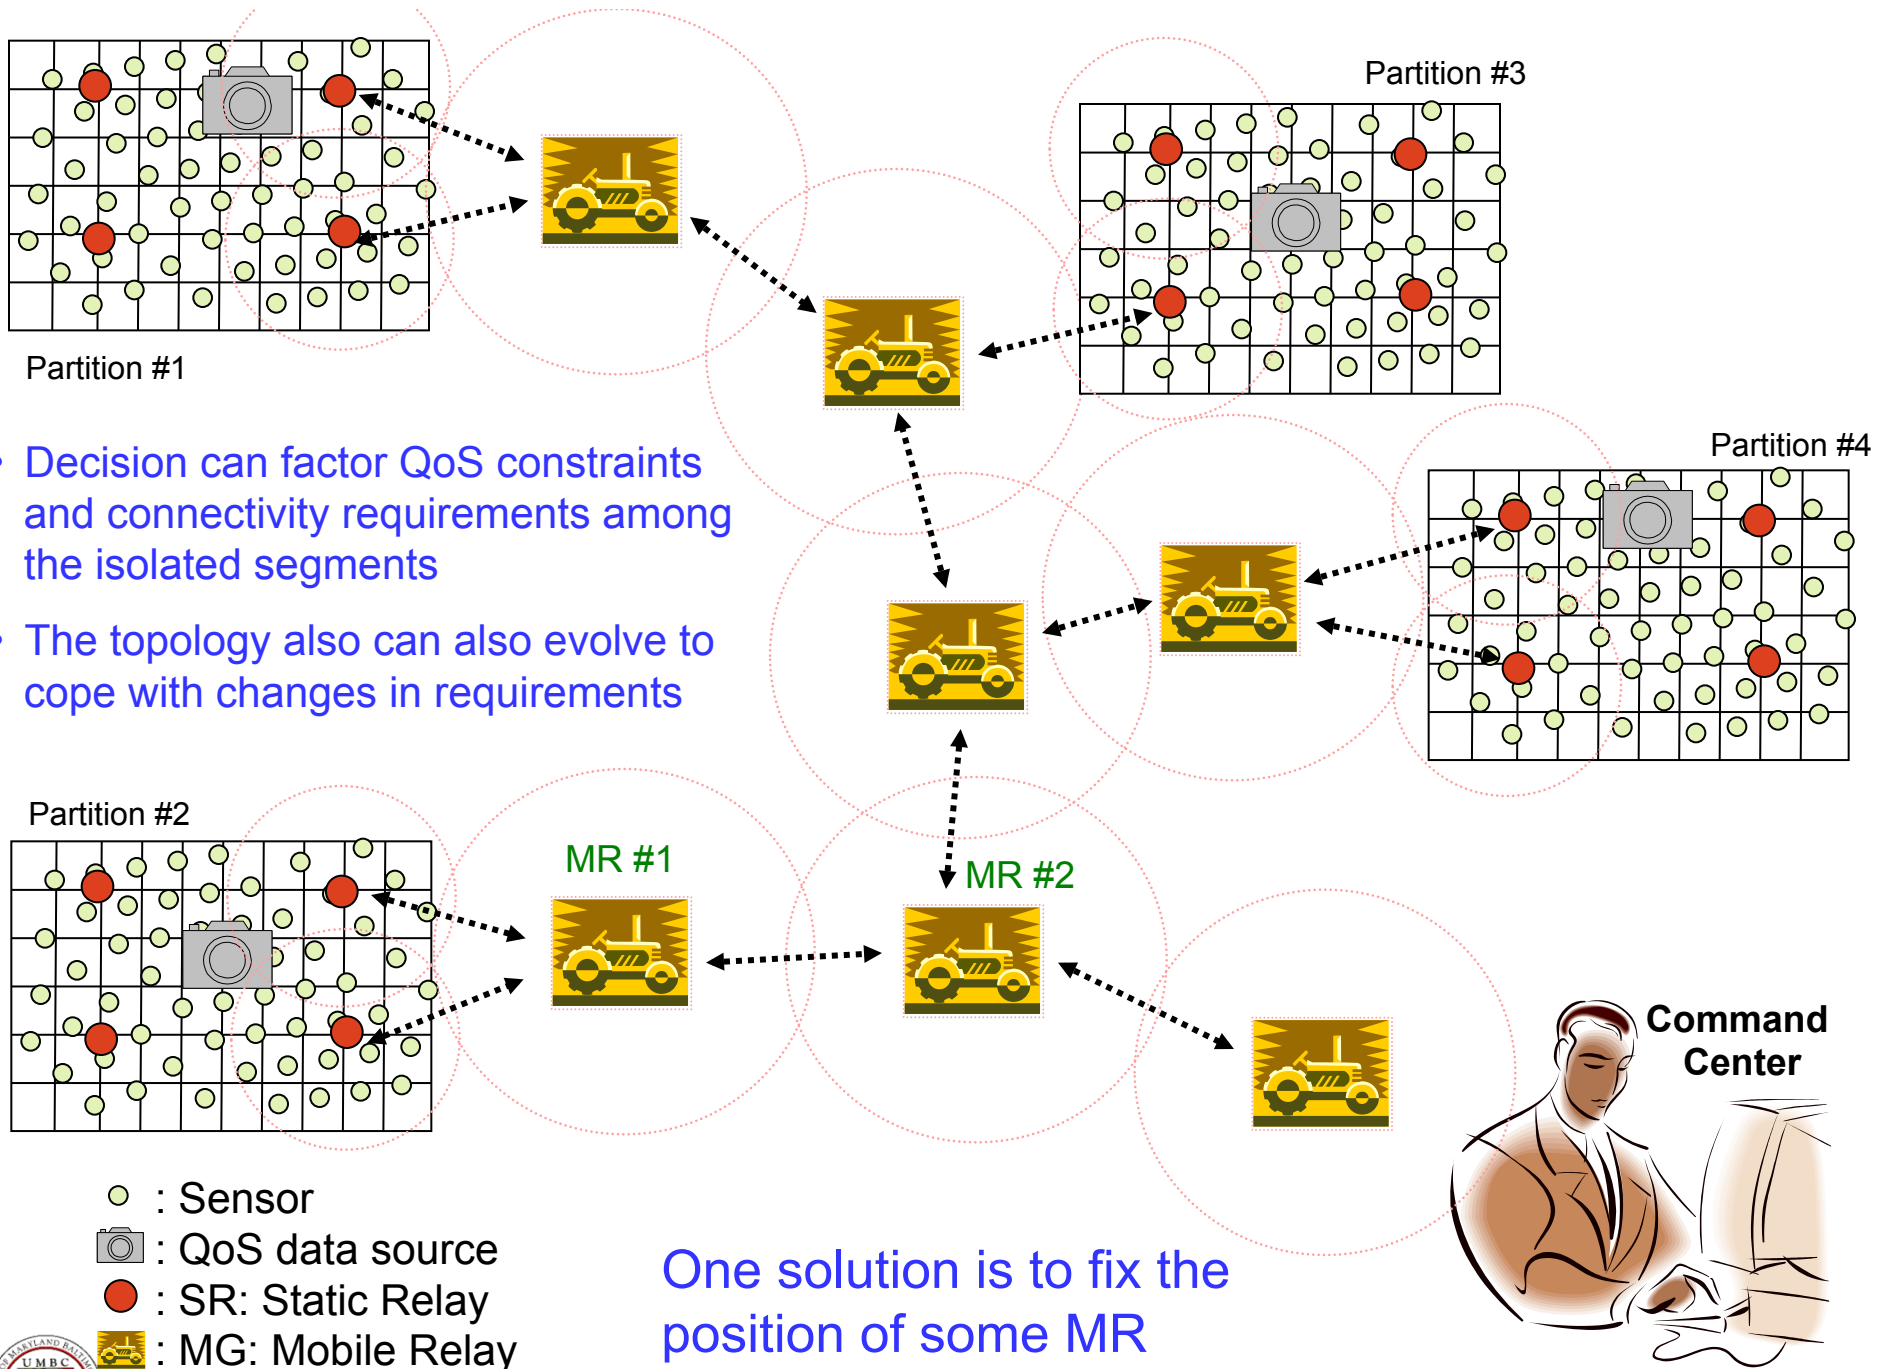 Partition #3
Partition #1
Partition #4
• Decision can factor QoS constraints
and connectivity requirements among
the isolated segments
• The topology also can also evolve to
cope with changes in requirements
Partition #2
MR #1
MR #2
Command
Center
: Sensor
: QoS data source
: SR: Static Relay
: MG: Mobile Relay
One solution is to fix the
position of some MR
UMBC